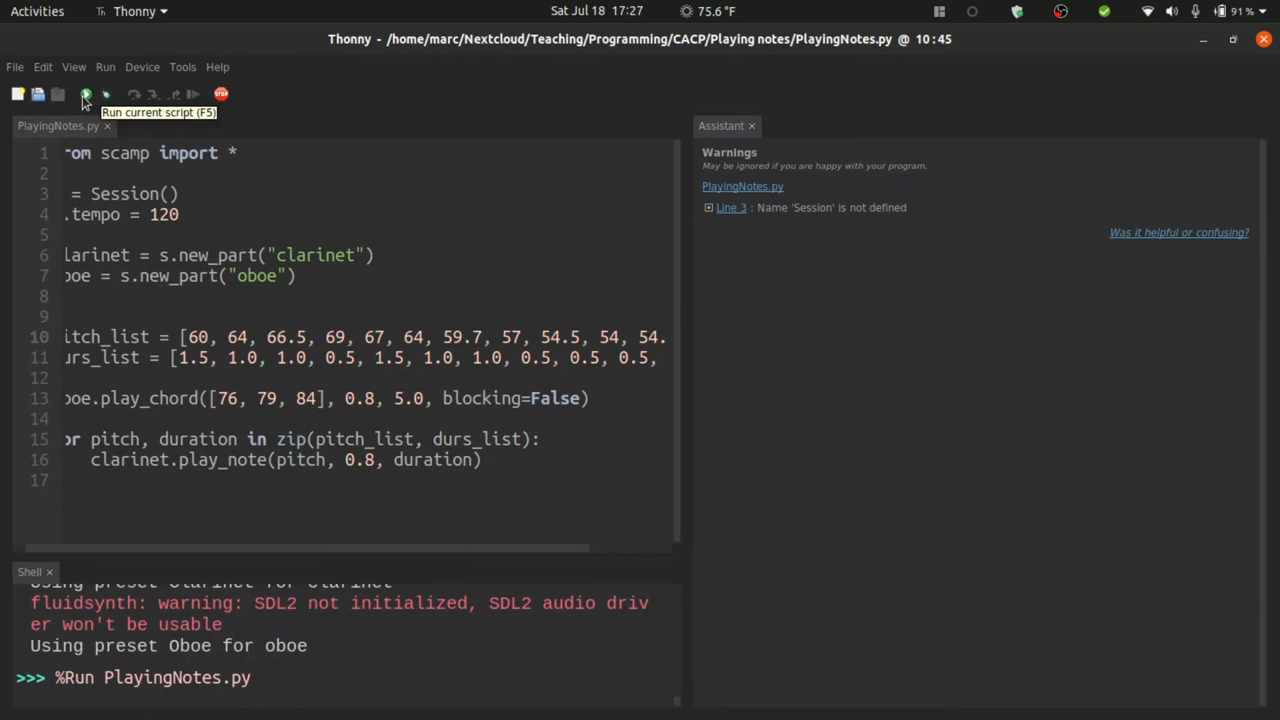 Activities Thonny Sat Jul 18 17:27 75.6 °F 91 %
Thonny - /home/marc/Nextcloud/Teaching/Programming/CACP/Playing notes/PlayingNotes.py @ 10:45
File Edit View Run Device Tools Help
STOP
Run current script (F5)
PlayingNotes.py ×
1 rom scamp import *
2
3 = Session()
4 .tempo = 120
5
6 larinet = s.new_part("clarinet")
7 boe = s.new_part("oboe")
8
9
10 itch_list = [60, 64, 66.5, 69, 67, 64, 59.7, 57, 54.5, 54, 54.
11 urs_list = [1.5, 1.0, 1.0, 0.5, 1.5, 1.0, 1.0, 0.5, 0.5, 0.5,
12
13 boe.play_chord([76, 79, 84], 0.8, 5.0, blocking=False)
14
15 or pitch, duration in zip(pitch_list, durs_list):
16 clarinet.play_note(pitch, 0.8, duration)
17
Assistant ×
Warnings
May be ignored if you are happy with your program.
PlayingNotes.py
Line 3 : Name 'Session' is not defined
Was it helpful or confusing?
Shell ×
Using preset Clarinet for clarinet
fluidsynth: warning: SDL2 not initialized, SDL2 audio driv
er won't be usable
Using preset Oboe for oboe
>>> %Run PlayingNotes.py